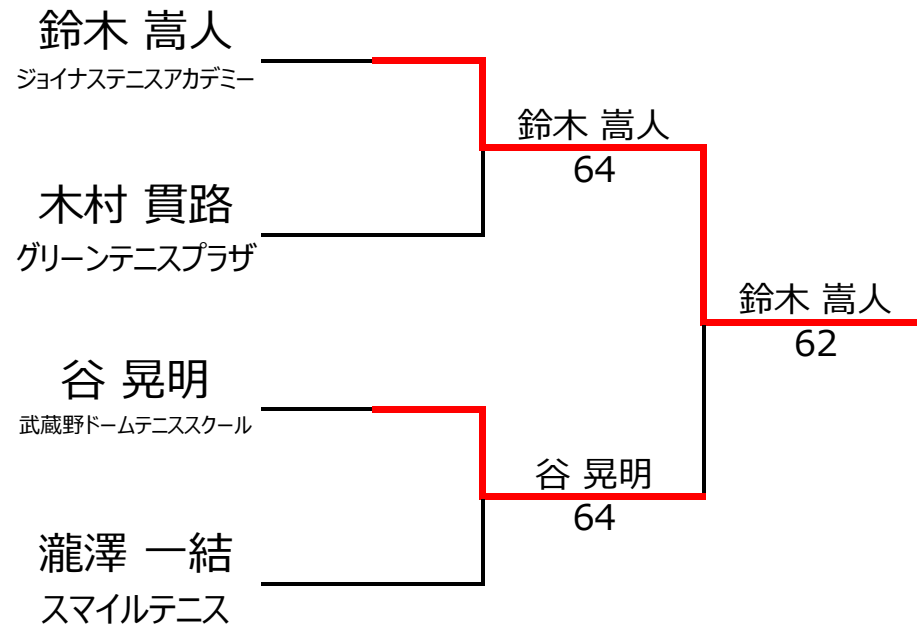 鈴木 嵩人
ジョイナステニスアカデミー
鈴木 嵩人
64
木村 貫路
グリーンテニスプラザ
鈴木 嵩人
62
谷 晃明
武蔵野ドームテニススクール
谷 晃明
64
瀧澤 一結
スマイルテニス